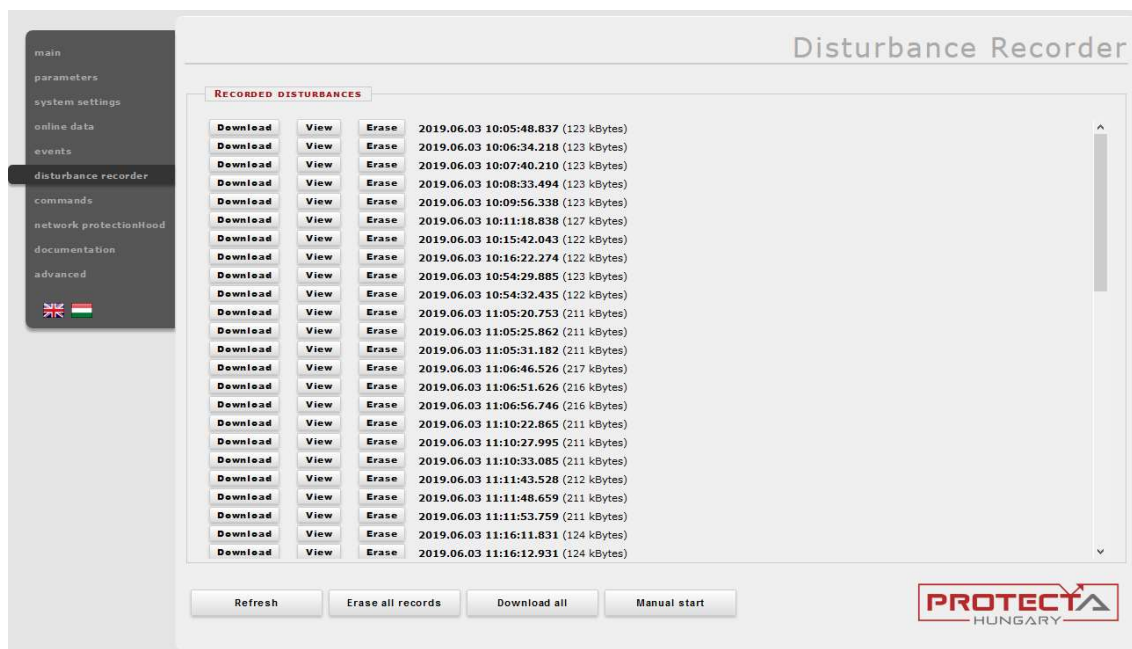 Disturbance Recorder
main
parameters
system settings
online data
events
disturbance recorder
commands
network protectionHood
documentation
advanced
RECORDED DISTURBANCES
Download View Erase 2019.06.03 10:05:48.837 (123 kBytes)
Download View Erase 2019.06.03 10:06:34.218 (123 kBytes)
Download View Erase 2019.06.03 10:07:40.210 (123 kBytes)
Download View Erase 2019.06.03 10:08:33.494 (123 kBytes)
Download View Erase 2019.06.03 10:09:56.338 (123 kBytes)
Download View Erase 2019.06.03 10:11:18.838 (127 kBytes)
Download View Erase 2019.06.03 10:15:42.043 (122 kBytes)
Download View Erase 2019.06.03 10:16:22.274 (122 kBytes)
Download View Erase 2019.06.03 10:54:29.885 (123 kBytes)
Download View Erase 2019.06.03 10:54:32.435 (122 kBytes)
Download View Erase 2019.06.03 11:05:20.753 (211 kBytes)
Download View Erase 2019.06.03 11:05:25.862 (211 kBytes)
Download View Erase 2019.06.03 11:05:31.182 (211 kBytes)
Download View Erase 2019.06.03 11:06:46.526 (217 kBytes)
Download View Erase 2019.06.03 11:06:51.626 (216 kBytes)
Download View Erase 2019.06.03 11:06:56.746 (216 kBytes)
Download View Erase 2019.06.03 11:10:22.865 (211 kBytes)
Download View Erase 2019.06.03 11:10:27.995 (211 kBytes)
Download View Erase 2019.06.03 11:10:33.085 (211 kBytes)
Download View Erase 2019.06.03 11:11:43.528 (212 kBytes)
Download View Erase 2019.06.03 11:11:48.659 (211 kBytes)
Download View Erase 2019.06.03 11:11:53.759 (211 kBytes)
Download View Erase 2019.06.03 11:16:11.831 (124 kBytes)
Download View Erase 2019.06.03 11:16:12.931 (124 kBytes)
Refresh Erase all records Download all Manual start
PROTECTA
HUNGARY